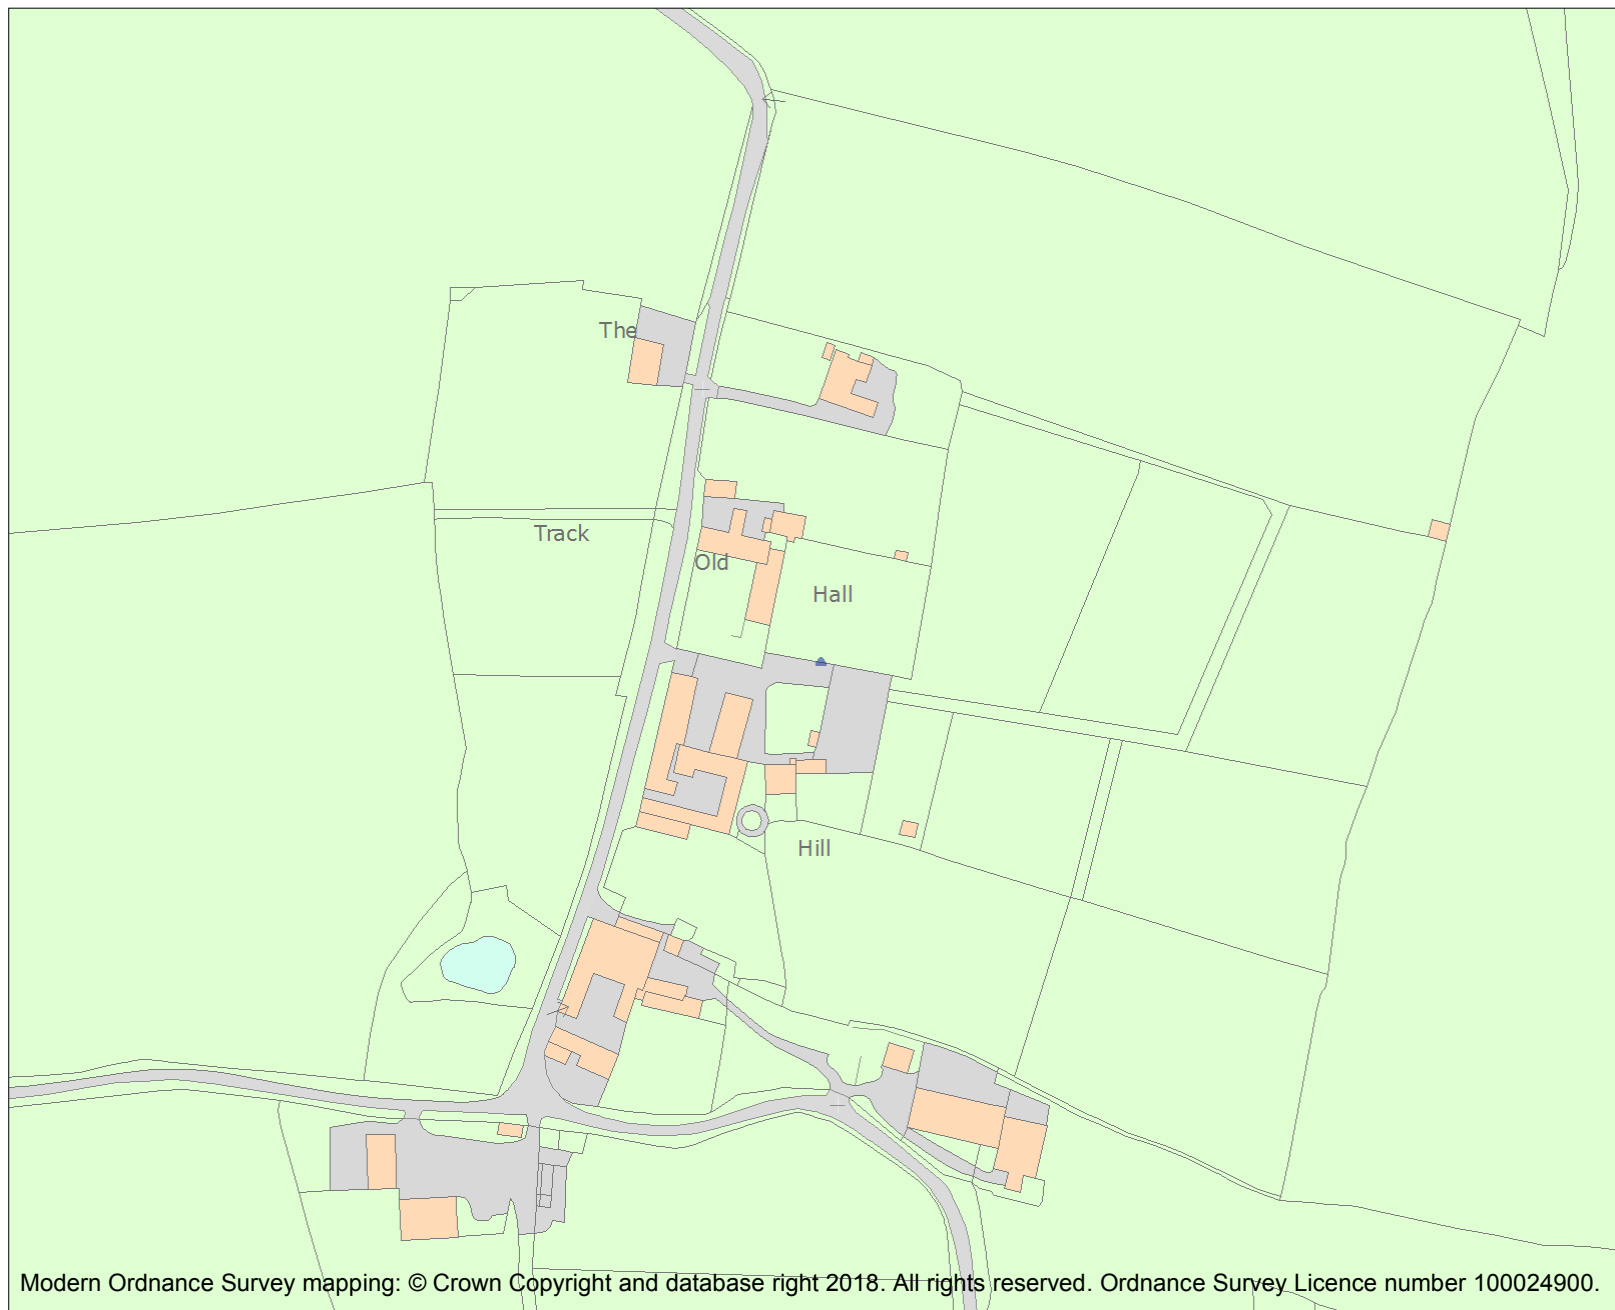 The
Track
Old
Hall
Hill
Modern Ordnance Survey mapping: © Crown Copyright and database right 2018. All rights reserved. Ordnance Survey Licence number 100024900.